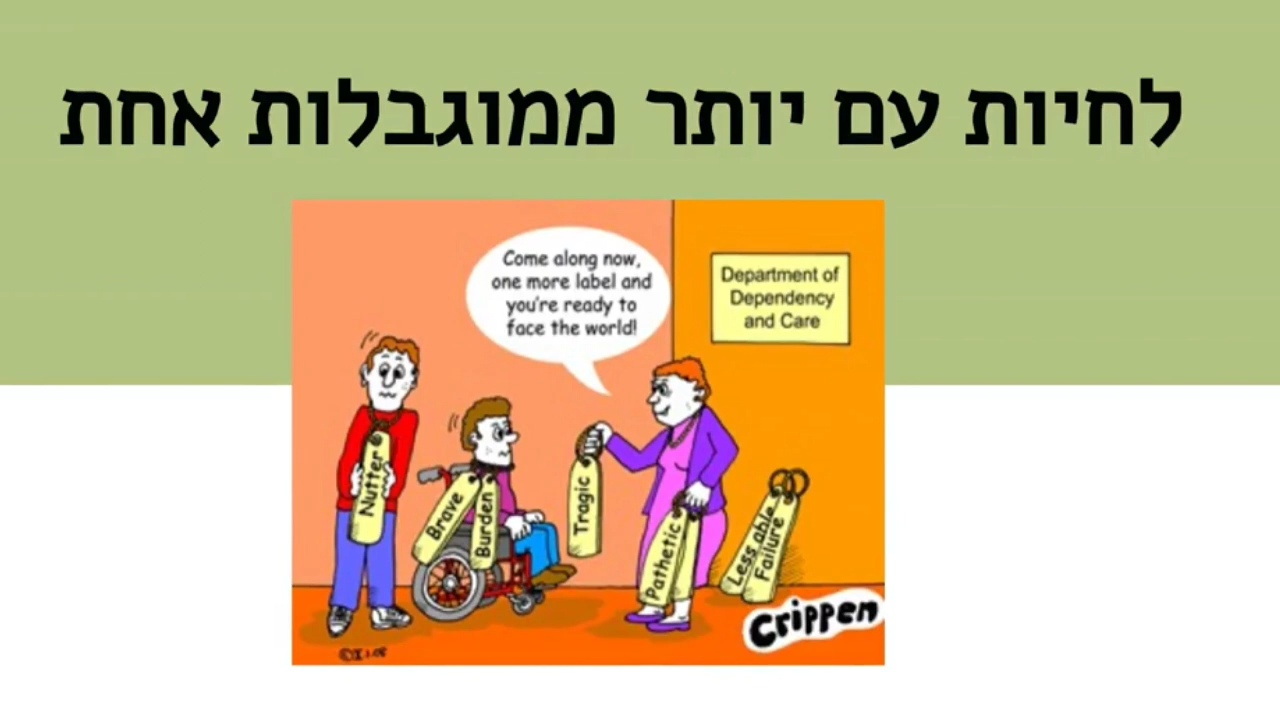 לחיות עם יותר ממוגבלות אחת
Come along now,
one more label and
you're ready to
face the world!
Department of
Dependency
and Care
Nutter
Brave
Burden
Tragic
Pathetic
Less able
Failure
Crippen